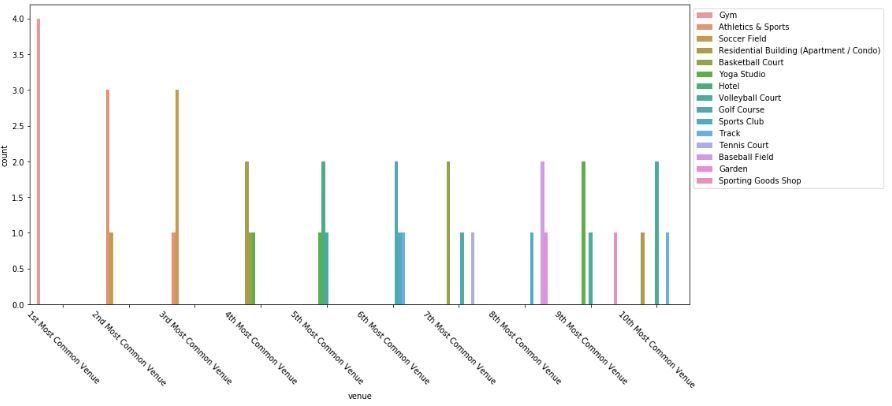 4.0
3.5
3.0
2.5
2.0
1.5
1.0
0.5
0.0
count
1st Most Common Venue
2nd Most Common Venue
3rd Most Common Venue
4th Most Common Venue
5th Most Common Venue
6th Most Common Venue
7th Most Common Venue
8th Most Common Venue
9th Most Common Venue
10th Most Common Venue
venue
Gym
Athletics & Sports
Soccer Field
Residential Building (Apartment / Condo)
Basketball Court
Yoga Studio
Hotel
Volleyball Court
Golf Course
Sports Club
Track
Tennis Court
Baseball Field
Garden
Sporting Goods Shop